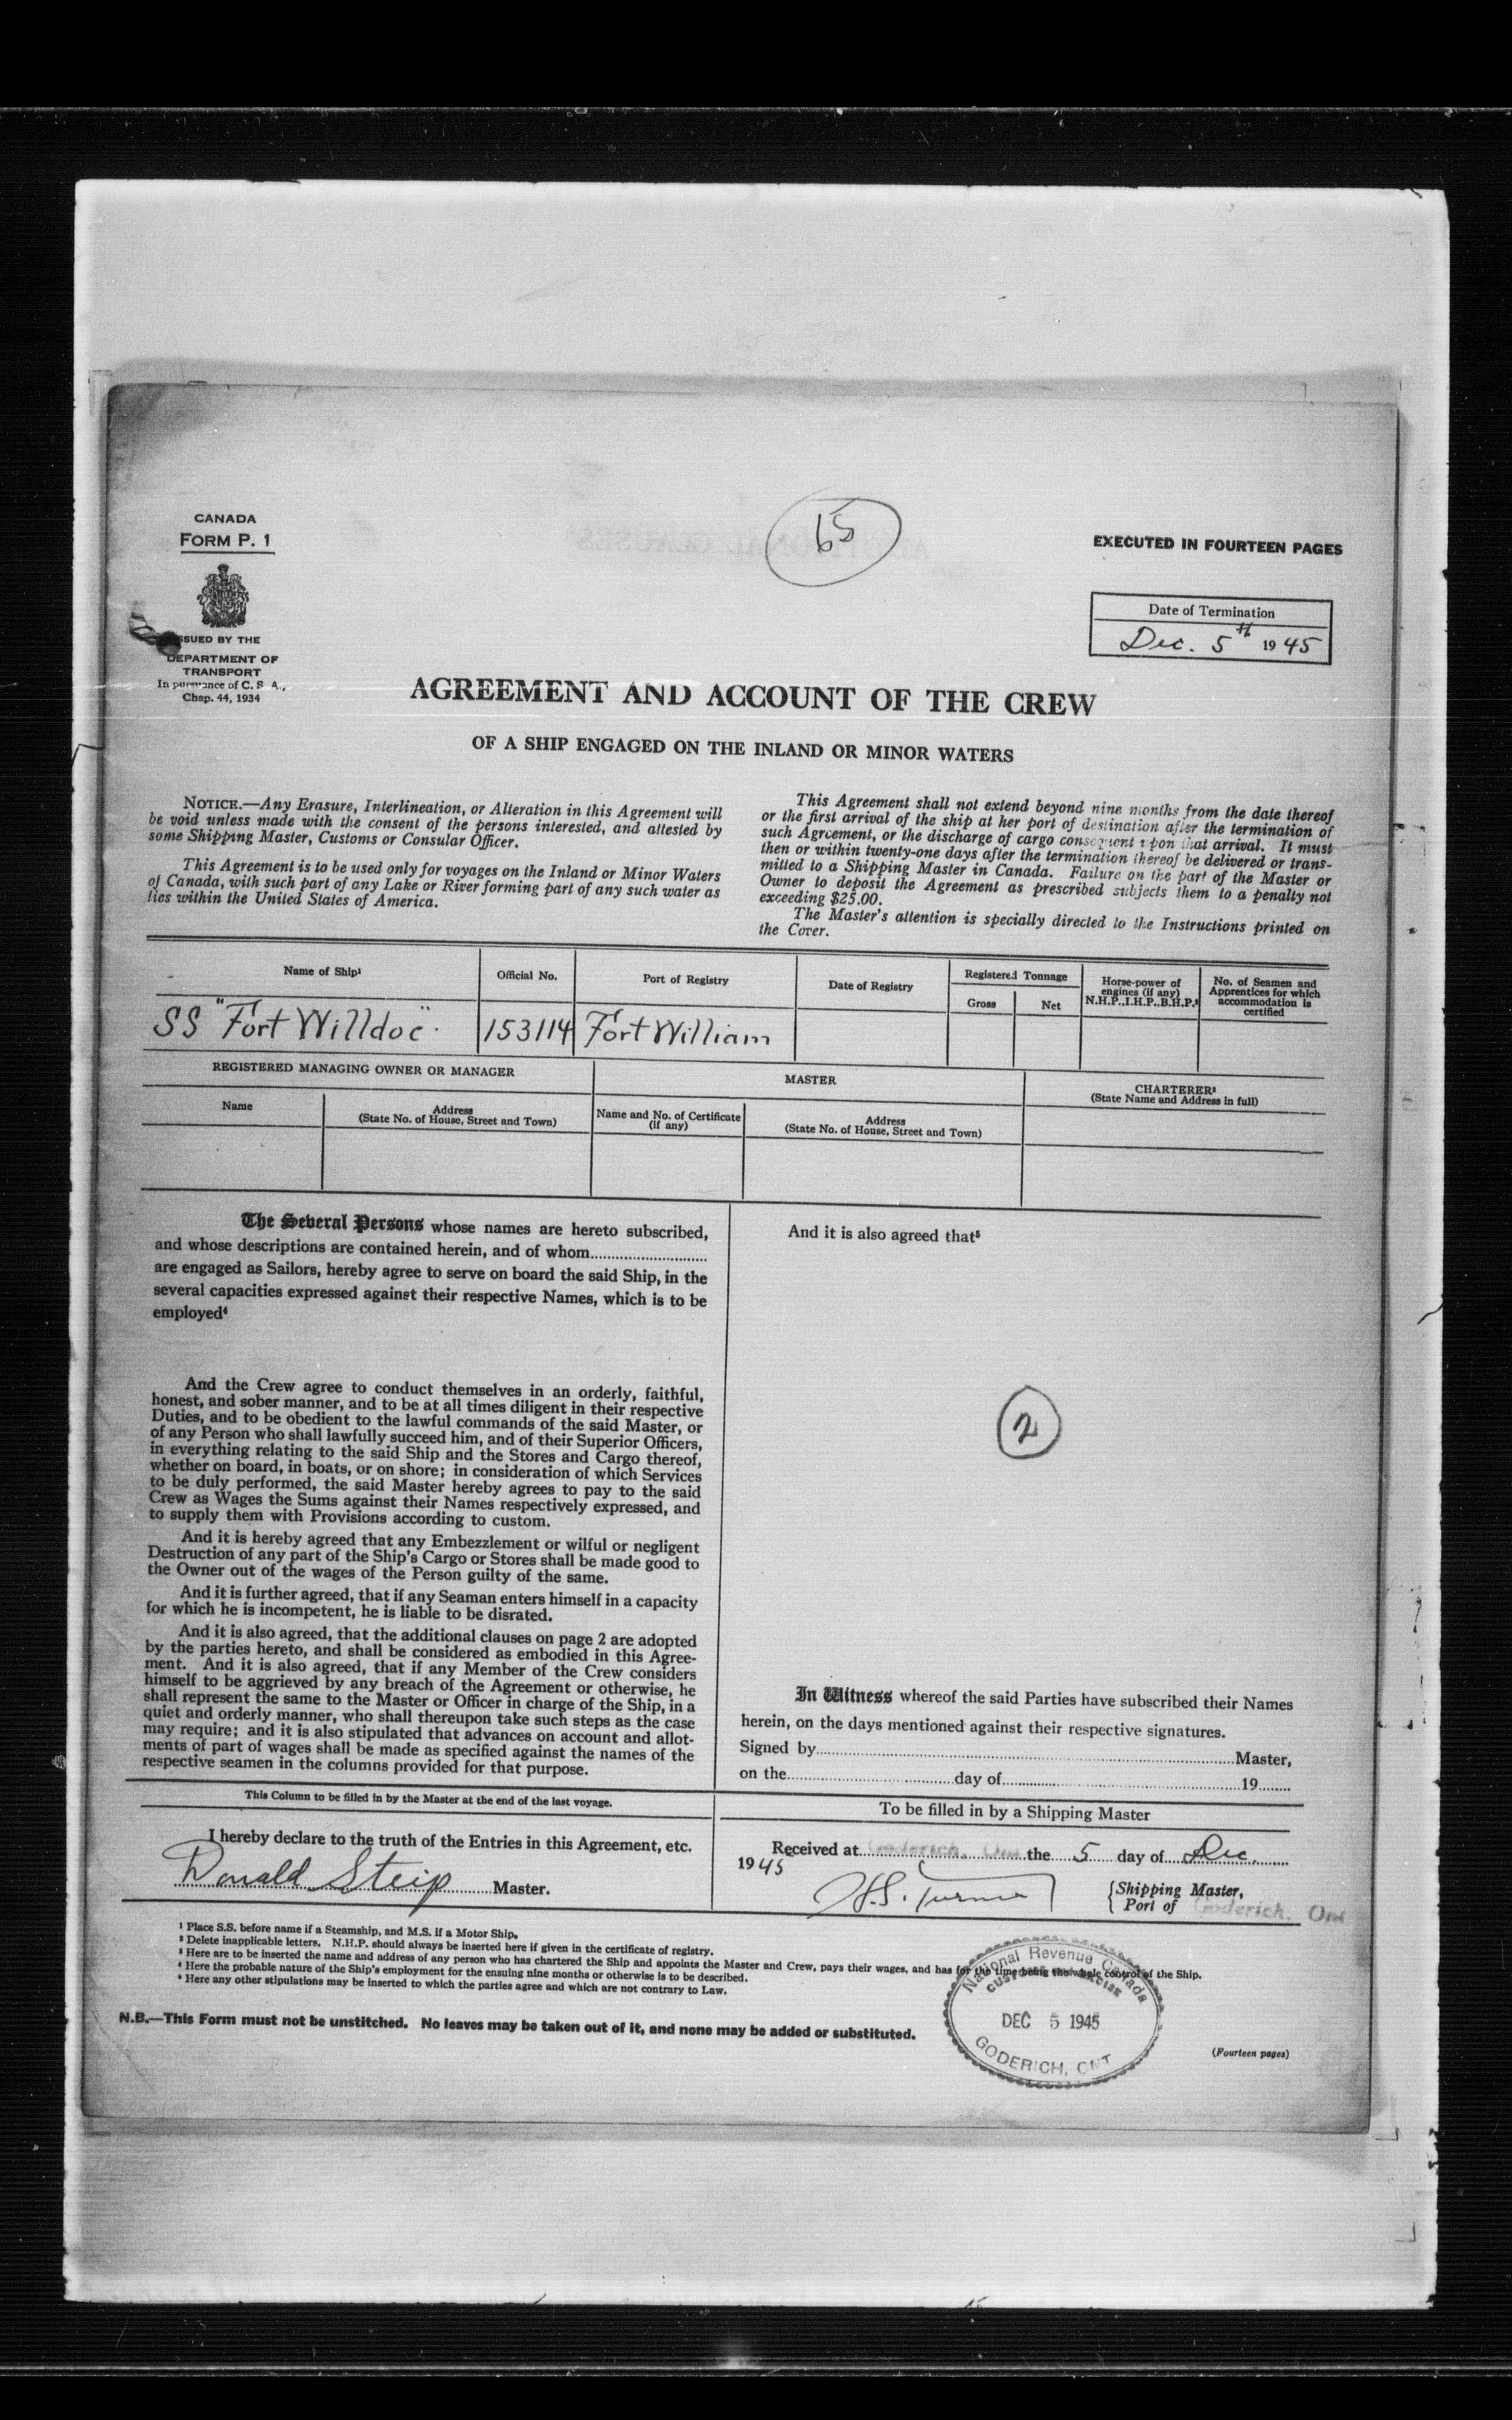 CANADA
FORM P. 1
65
EXECUTED IN FOURTEEN PAGES
ISSUED BY THE
DEPARTMENT OF
TRANSPORT
In pursuance of C. S. A.,
Chap. 44, 1934
Date of Termination
Dec. 5th 1945
AGREEMENT AND ACCOUNT OF THE CREW
OF A SHIP ENGAGED ON THE INLAND OR MINOR WATERS
NOTICE.—Any Erasure, Interlineation, or Alteration in this Agreement will
be void unless made with the consent of the persons interested, and attested by
some Shipping Master, Customs or Consular Officer.
This Agreement is to be used only for voyages on the Inland or Minor Waters
of Canada, with such part of any Lake or River forming part of any such water as
lies within the United States of America.
This Agreement shall not extend beyond nine months from the date thereof
or the first arrival of the ship at her port of destination after the termination of
such Agreement, or the discharge of cargo consequent upon that arrival. It must
then or within twenty-one days after the termination thereof be delivered or trans-
mitted to a Shipping Master in Canada. Failure on the part of the Master or
Owner to deposit the Agreement as prescribed subjects them to a penalty not
exceeding $25.00.
The Master's attention is specially directed to the Instructions printed on
the Cover.
Name of Ship¹
Official No.
Port of Registry
Date of Registry
Registered Tonnage
Gross
Net
Horse-power of
engines (if any)
N.H.P., I.H.P., B.H.P.²
No. of Seamen and
Apprentices for which
accommodation is
certified
SS "Fort Willdoc"
153114
Fort William
REGISTERED MANAGING OWNER OR MANAGER
MASTER
CHARTERER³
(State Name and Address in full)
Name
Address
(State No. of House, Street and Town)
Name and No. of Certificate
(if any)
Address
(State No. of House, Street and Town)
The Several Persons whose names are hereto subscribed,
and whose descriptions are contained herein, and of whom
are engaged as Sailors, hereby agree to serve on board the said Ship, in the
several capacities expressed against their respective Names, which is to be
employed⁴
And the Crew agree to conduct themselves in an orderly, faithful,
honest, and sober manner, and to be at all times diligent in their respective
Duties, and to be obedient to the lawful commands of the said Master, or
of any Person who shall lawfully succeed him, and of their Superior Officers,
in everything relating to the said Ship and the Stores and Cargo thereof,
whether on board, in boats, or on shore; in consideration of which Services
to be duly performed, the said Master hereby agrees to pay to the said
Crew as Wages the Sums against their Names respectively expressed, and
to supply them with Provisions according to custom.
And it is hereby agreed that any Embezzlement or wilful or negligent
Destruction of any part of the Ship's Cargo or Stores shall be made good to
the Owner out of the wages of the Person guilty of the same.
And it is further agreed, that if any Seaman enters himself in a capacity
for which he is incompetent, he is liable to be disrated.
And it is also agreed, that the additional clauses on page 2 are adopted
by the parties hereto, and shall be considered as embodied in this Agree-
ment. And it is also agreed, that if any Member of the Crew considers
himself to be aggrieved by any breach of the Agreement or otherwise, he
shall represent the same to the Master or Officer in charge of the Ship, in a
quiet and orderly manner, who shall thereupon take such steps as the case
may require; and it is also stipulated that advances on account and allot-
ments of part of wages shall be made as specified against the names of the
respective seamen in the columns provided for that purpose.
And it is also agreed that⁵
2
In Witness whereof the said Parties have subscribed their Names
herein, on the days mentioned against their respective signatures.
Signed by Master,
on the day of 19
This Column to be filled in by the Master at the end of the last voyage.
I hereby declare to the truth of the Entries in this Agreement, etc.
Donald Steip Master.
To be filled in by a Shipping Master
Received at Goderich, Ont the 5 day of Dec.
1945
H.S. Turner
Shipping Master,
Port of Goderich, Ont
¹ Place S.S. before name if a Steamship, and M.S. if a Motor Ship.
² Delete inapplicable letters. N.H.P. should always be inserted here if given in the certificate of registry.
³ Here are to be inserted the name and address of any person who has chartered the Ship and appoints the Master and Crew, pays their wages, and has for the time being the whole control of the Ship.
⁴ Here the probable nature of the Ship's employment for the ensuing nine months or otherwise is to be described.
⁵ Here any other stipulations may be inserted to which the parties agree and which are not contrary to Law.
N.B.—This Form must not be unstitched. No leaves may be taken out of it, and none may be added or substituted.
National Revenue Canada
CUSTOMS AND EXCISE
DEC 5 1945
GODERICH, ONT
(Fourteen pages)